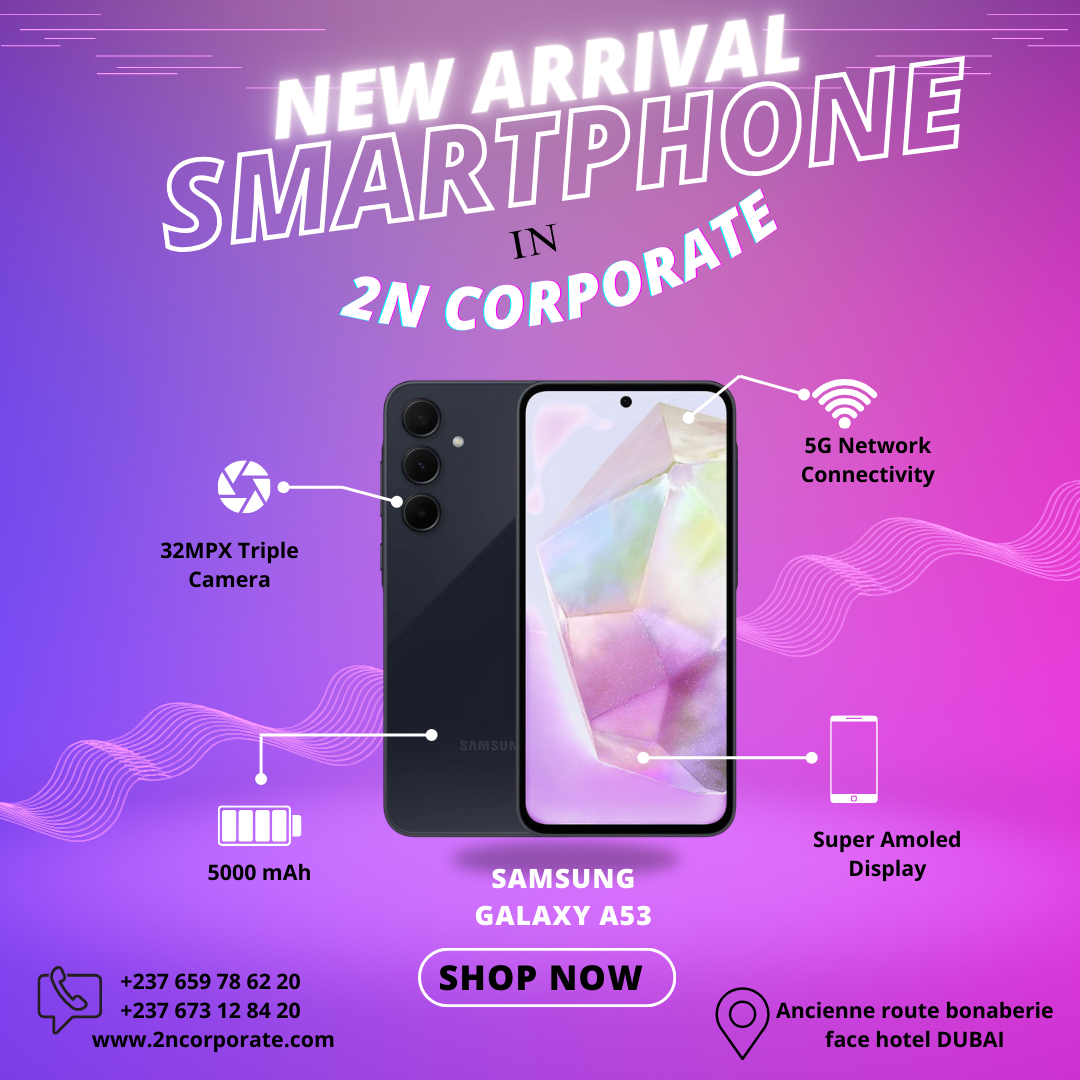 NEW ARRIVAL
SMARTPHONE
IN
2N CORPORATE
5G Network
Connectivity
32MPX Triple
Camera
SAMSUN
5000 mAh
Super Amoled
Display
SAMSUNG
GALAXY A53
SHOP NOW
+237 659 78 62 20
+237 673 12 84 20
www.2ncorporate.com
Ancienne route bonaberie
face hotel DUBAI